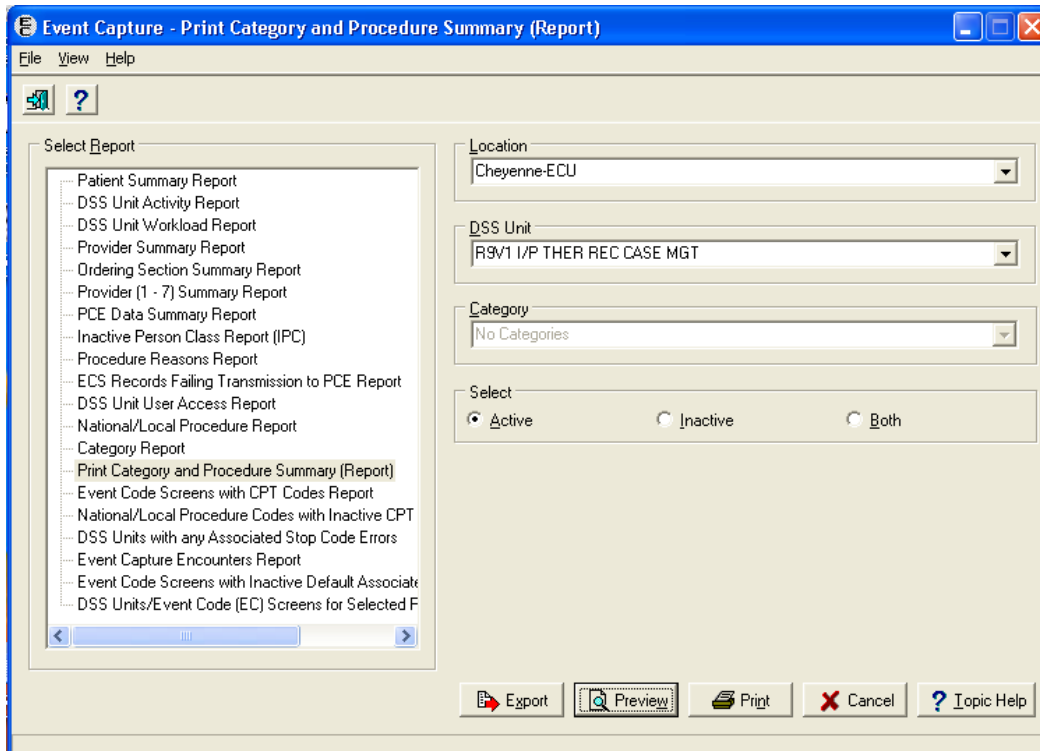 Event Capture - Print Category and Procedure Summary (Report)
File View Help
Select Report
Patient Summary Report
DSS Unit Activity Report
DSS Unit Workload Report
Provider Summary Report
Ordering Section Summary Report
Provider (1 - 7) Summary Report
PCE Data Summary Report
Inactive Person Class Report (IPC)
Procedure Reasons Report
ECS Records Failing Transmission to PCE Report
DSS Unit User Access Report
National/Local Procedure Report
Category Report
Print Category and Procedure Summary (Report)
Event Code Screens with CPT Codes Report
National/Local Procedure Codes with Inactive CPT
DSS Units with any Associated Stop Code Errors
Event Capture Encounters Report
Event Code Screens with Inactive Default Associate
DSS Units/Event Code (EC) Screens for Selected F
Location
Cheyenne-ECU
DSS Unit
R9V1 I/P THER REC CASE MGT
Category
No Categories
Select
Active Inactive Both
Export Preview Print Cancel ? Topic Help